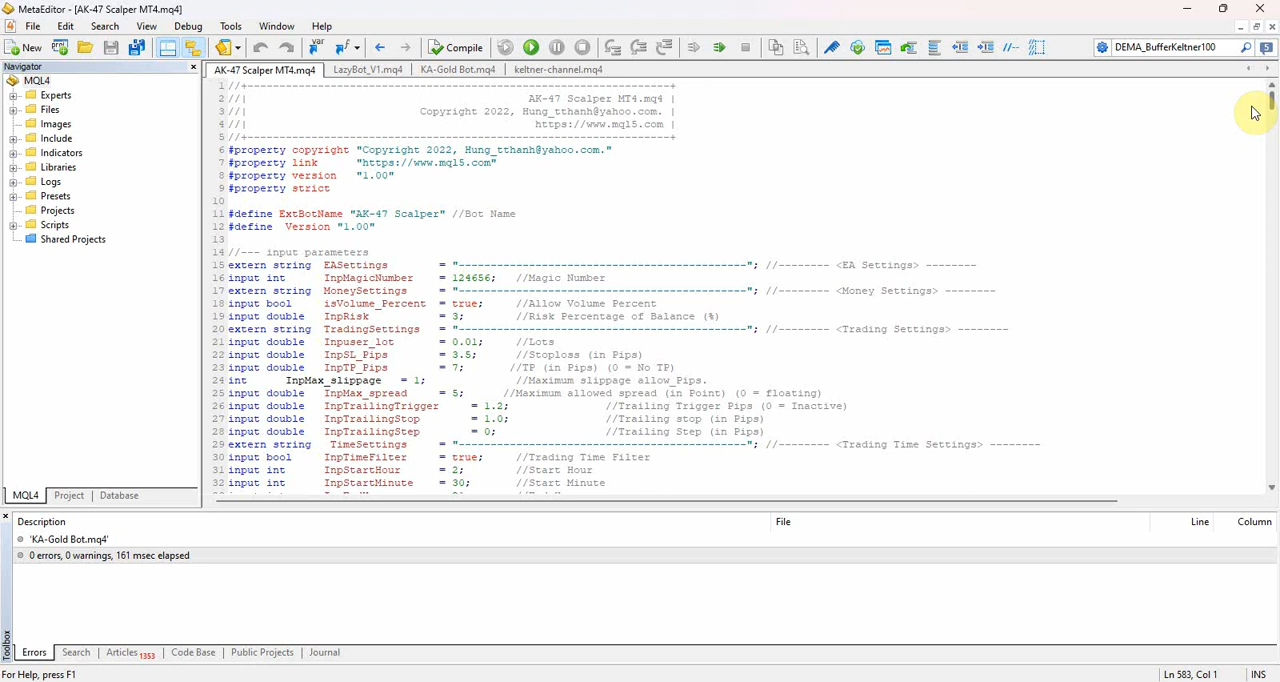 MetaEditor - [AK-47 Scalper MT4.mq4]
File Edit Search View Debug Tools Window Help
New Compile DEMA_BufferKeltner100 5
Navigator
AK-47 Scalper MT4.mq4 LazyBot_V1.mq4 KA-Gold Bot.mq4 keltner-channel.mq4
MQL4
Experts
Files
Images
Include
Indicators
Libraries
Logs
Presets
Projects
Scripts
Shared Projects
MQL4 Project Database
1 //+------------------------------------------------------------------+
2 //| AK-47 Scalper MT4.mq4 |
3 //| Copyright 2022, Hung_tthanh@yahoo.com. |
4 //| https://www.mql5.com |
5 //+------------------------------------------------------------------+
6 #property copyright "Copyright 2022, Hung_tthanh@yahoo.com."
7 #property link "https://www.mql5.com"
8 #property version "1.00"
9 #property strict
10
11 #define ExtBotName "AK-47 Scalper" //Bot Name
12 #define Version "1.00"
13
14 //--- input parameters
15 extern string EASettings = "---------------------------------------------"; //-------- <EA Settings> --------
16 input int InpMagicNumber = 124656; //Magic Number
17 extern string MoneySettings = "---------------------------------------------"; //-------- <Money Settings> --------
18 input bool isVolume_Percent = true; //Allow Volume Percent
19 input double InpRisk = 3; //Risk Percentage of Balance (%)
20 extern string TradingSettings = "---------------------------------------------"; //-------- <Trading Settings> --------
21 input double Inpuser_lot = 0.01; //Lots
22 input double InpSL_Pips = 3.5; //Stoploss (in Pips)
23 input double InpTP_Pips = 7; //TP (in Pips) (0 = No TP)
24 int InpMax_slippage = 1; //Maximum slippage allow_Pips.
25 input double InpMax_spread = 5; //Maximum allowed spread (in Point) (0 = floating)
26 input double InpTrailingTrigger = 1.2; //Trailing Trigger Pips (0 = Inactive)
27 input double InpTrailingStop = 1.0; //Trailing stop (in Pips)
28 input double InpTrailingStep = 0; //Trailing Step (in Pips)
29 extern string TimeSettings = "---------------------------------------------"; //-------- <Trading Time Settings> --------
30 input bool InpTimeFilter = true; //Trading Time Filter
31 input int InpStartHour = 2; //Start Hour
32 input int InpStartMinute = 30; //Start Minute
Description File Line Column
'KA-Gold Bot.mq4'
0 errors, 0 warnings, 161 msec elapsed
Toolbox
Errors Search Articles 1353 Code Base Public Projects Journal
For Help, press F1 Ln 583, Col 1 INS